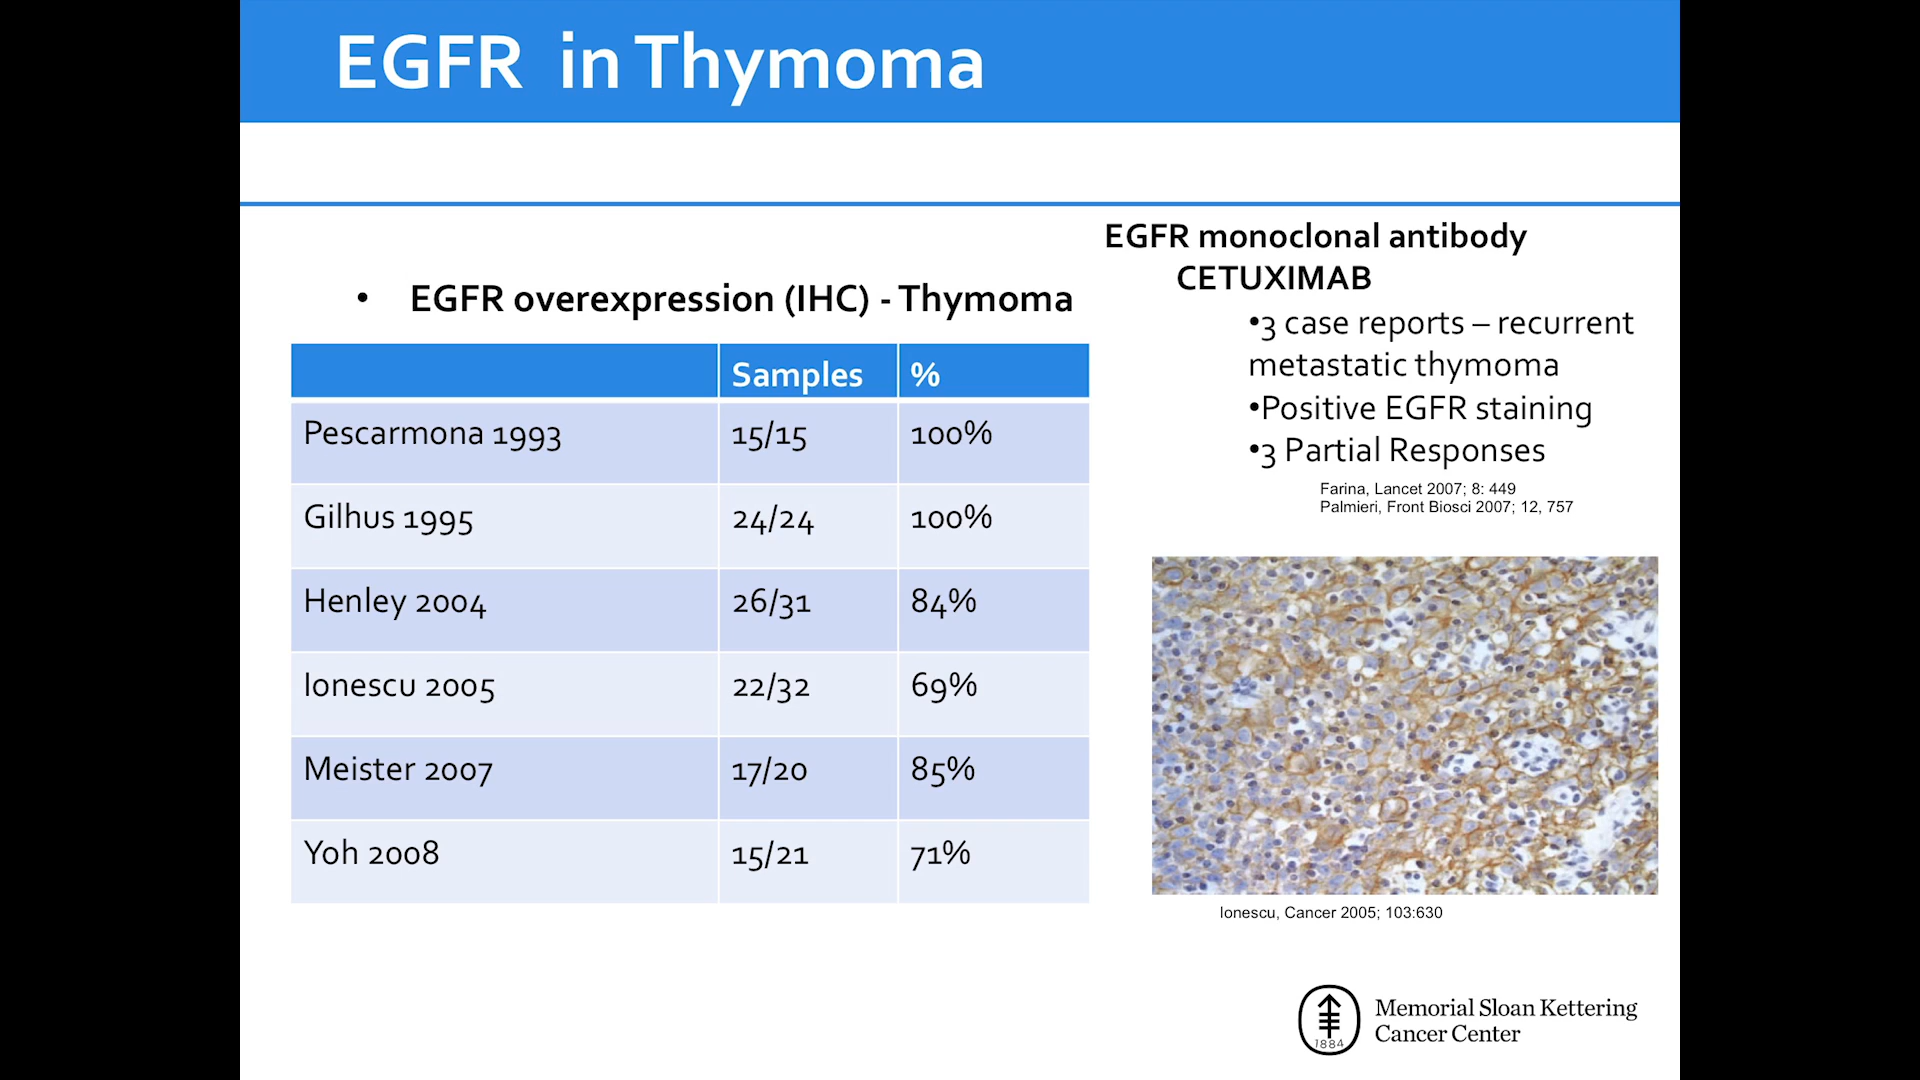 EGFR in Thymoma
• EGFR overexpression (IHC) - Thymoma
Samples %
Pescarmona 1993 15/15 100%
Gilhus 1995 24/24 100%
Henley 2004 26/31 84%
Ionescu 2005 22/32 69%
Meister 2007 17/20 85%
Yoh 2008 15/21 71%
EGFR monoclonal antibody
CETUXIMAB
•3 case reports – recurrent
metastatic thymoma
•Positive EGFR staining
•3 Partial Responses
Farina, Lancet 2007; 8: 449
Palmieri, Front Biosci 2007; 12, 757
Ionescu, Cancer 2005; 103:630
1884
Memorial Sloan Kettering
Cancer Center